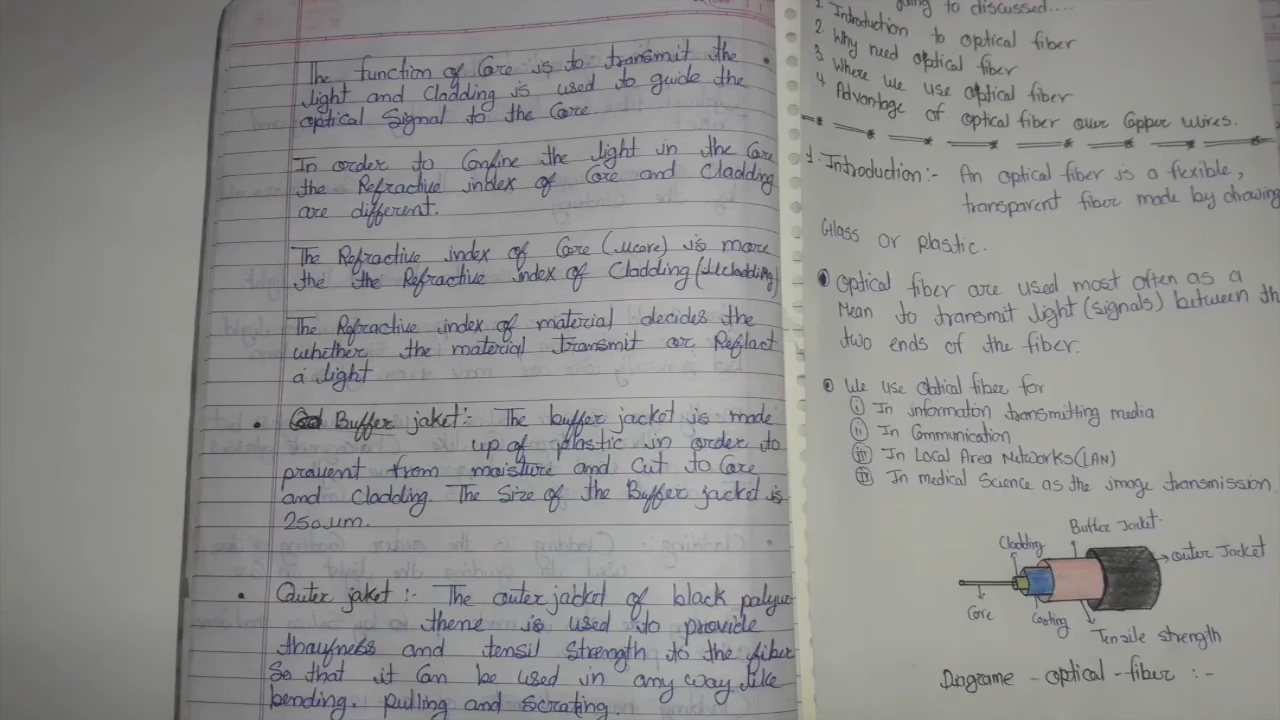 The function of Core is to transmit the
light and Cladding is used to guide the
optical Signal to the Core.
In order to Confine the light in the Core
the Refractive index of Core and Cladding
are different.
The Refractive index of Core (μcore) is more
the the Refractive index of Cladding (μcladding)
The Refractive index of material decides the
whether the material transmit or Reflact
a light
• Buffer jaket:- The buffer jacket is made
up of plastic in order to
prevent from moisture and Cut to Core
and Cladding. The Size of the Buffer jacket is
250μm.
• Outer jaket :- The outer jacket of black polyur
theme is used to provide
thoufness and tensil Strength to the fiber
So that it Can be used in any way like
bending. pulling and scrating.
going to discussed....
1. Introduction to optical fiber
2. Why need optical fiber
3 Where we use optical fiber
4 Advantage of optical fiber over Copper wires.
1. Introduction:- An optical fiber is a flexible,
transparent fiber made by drawing
Glass or plastic.
• Optical fiber are used most often as a
Mean to transmit light (signals) between th
two ends of the fiber.
• We use obtical fiber for
i In information transmitting media
ii In Communication
iii In Local Area Networks(LAN)
In medical Science as the image transmission.
Buffer Jacket.
Cladding
Outer Jacket
Core
Coting
Tensile strength
Diagrame - optical - fiber :-